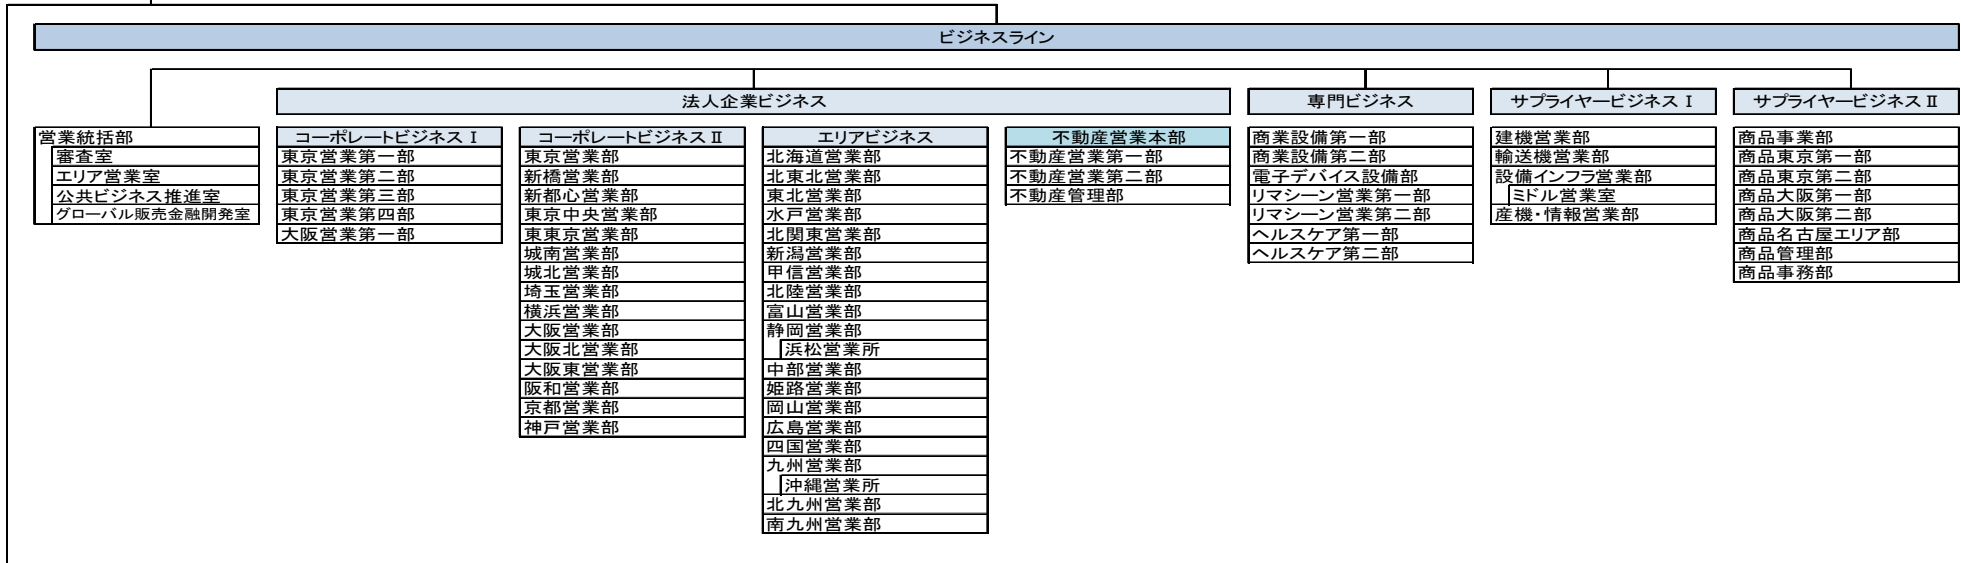 ビジネスライン
法人企業ビジネス
専門ビジネス
サプライヤービジネス Ⅰ
サプライヤービジネス Ⅱ
営業統括部
審査室
エリア営業室
公共ビジネス推進室
グローバル販売金融開発室
コーポレートビジネス Ⅰ
東京営業第一部
東京営業第二部
東京営業第三部
東京営業第四部
大阪営業第一部
コーポレートビジネス Ⅱ
東京営業部
新橋営業部
新都心営業部
東京中央営業部
東東京営業部
城南営業部
城北営業部
埼玉営業部
横浜営業部
大阪営業部
大阪北営業部
大阪東営業部
阪和営業部
京都営業部
神戸営業部
エリアビジネス
北海道営業部
北東北営業部
東北営業部
水戸営業部
北関東営業部
新潟営業部
甲信営業部
北陸営業部
富山営業部
静岡営業部
浜松営業所
中部営業部
姫路営業部
岡山営業部
広島営業部
四国営業部
九州営業部
沖縄営業所
北九州営業部
南九州営業部
不動産営業本部
不動産営業第一部
不動産営業第二部
不動産管理部
商業設備第一部
商業設備第二部
電子デバイス設備部
リマシーン営業第一部
リマシーン営業第二部
ヘルスケア第一部
ヘルスケア第二部
建機営業部
輸送機営業部
設備インフラ営業部
ミドル営業室
産機・情報営業部
商品事業部
商品東京第一部
商品東京第二部
商品大阪第一部
商品大阪第二部
商品名古屋エリア部
商品管理部
商品事務部